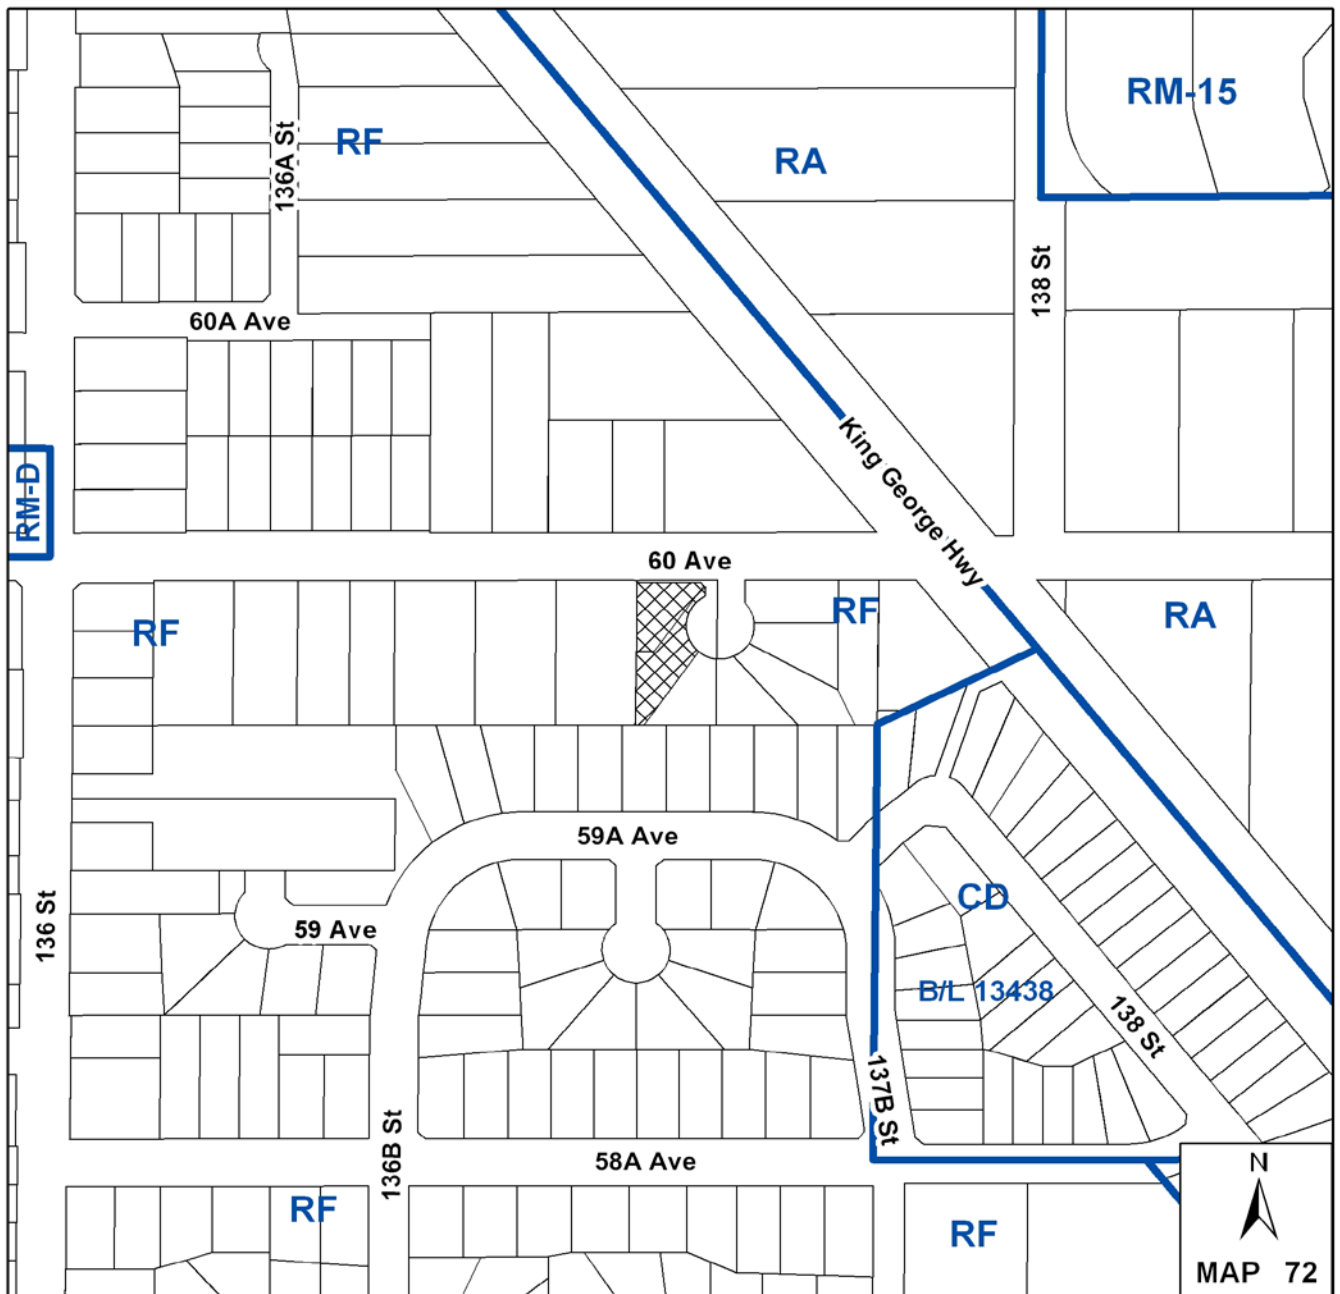 RM-15
RF
136A St
RA
138 St
60A Ave
King George Hwy
RM-D
60 Ave
RF
RF
RA
59A Ave
CD
136 St
59 Ave
B/L 13438
138 St
137B St
136B St
58A Ave
N
RF
RF
MAP 72